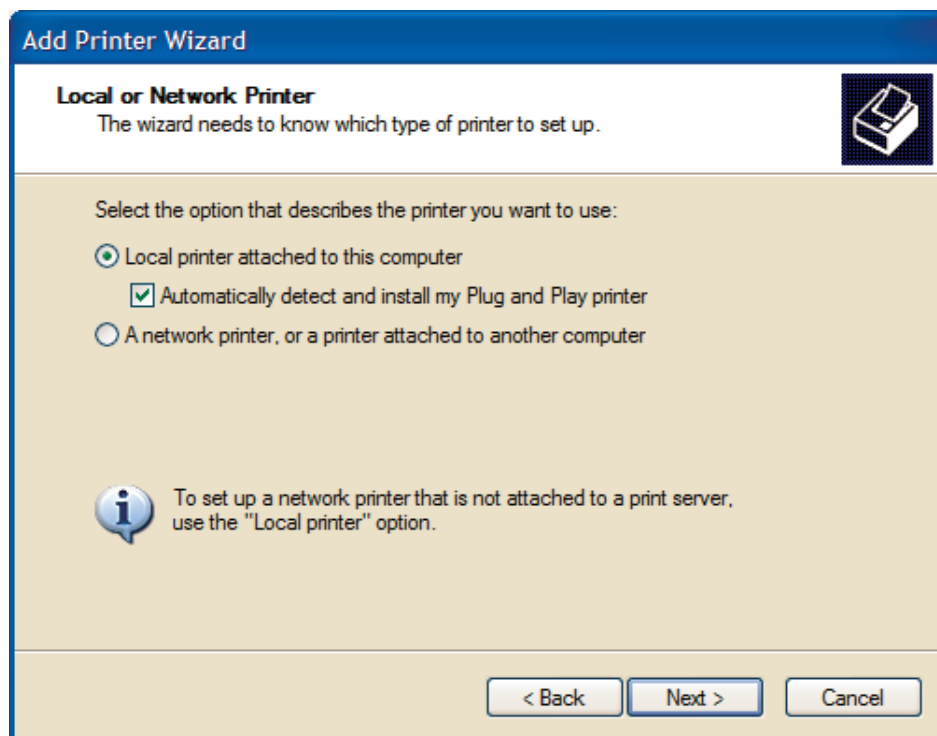 Add Printer Wizard
Local or Network Printer
The wizard needs to know which type of printer to set up.
Select the option that describes the printer you want to use:
Local printer attached to this computer
Automatically detect and install my Plug and Play printer
A network printer, or a printer attached to another computer
To set up a network printer that is not attached to a print server,
use the "Local printer" option.
< Back Next > Cancel